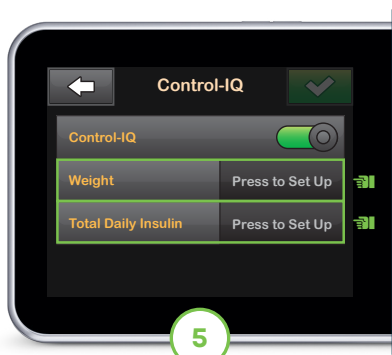 Control-IQ
Control-IQ
Weight Press to Set Up
Total Daily Insulin Press to Set Up
5